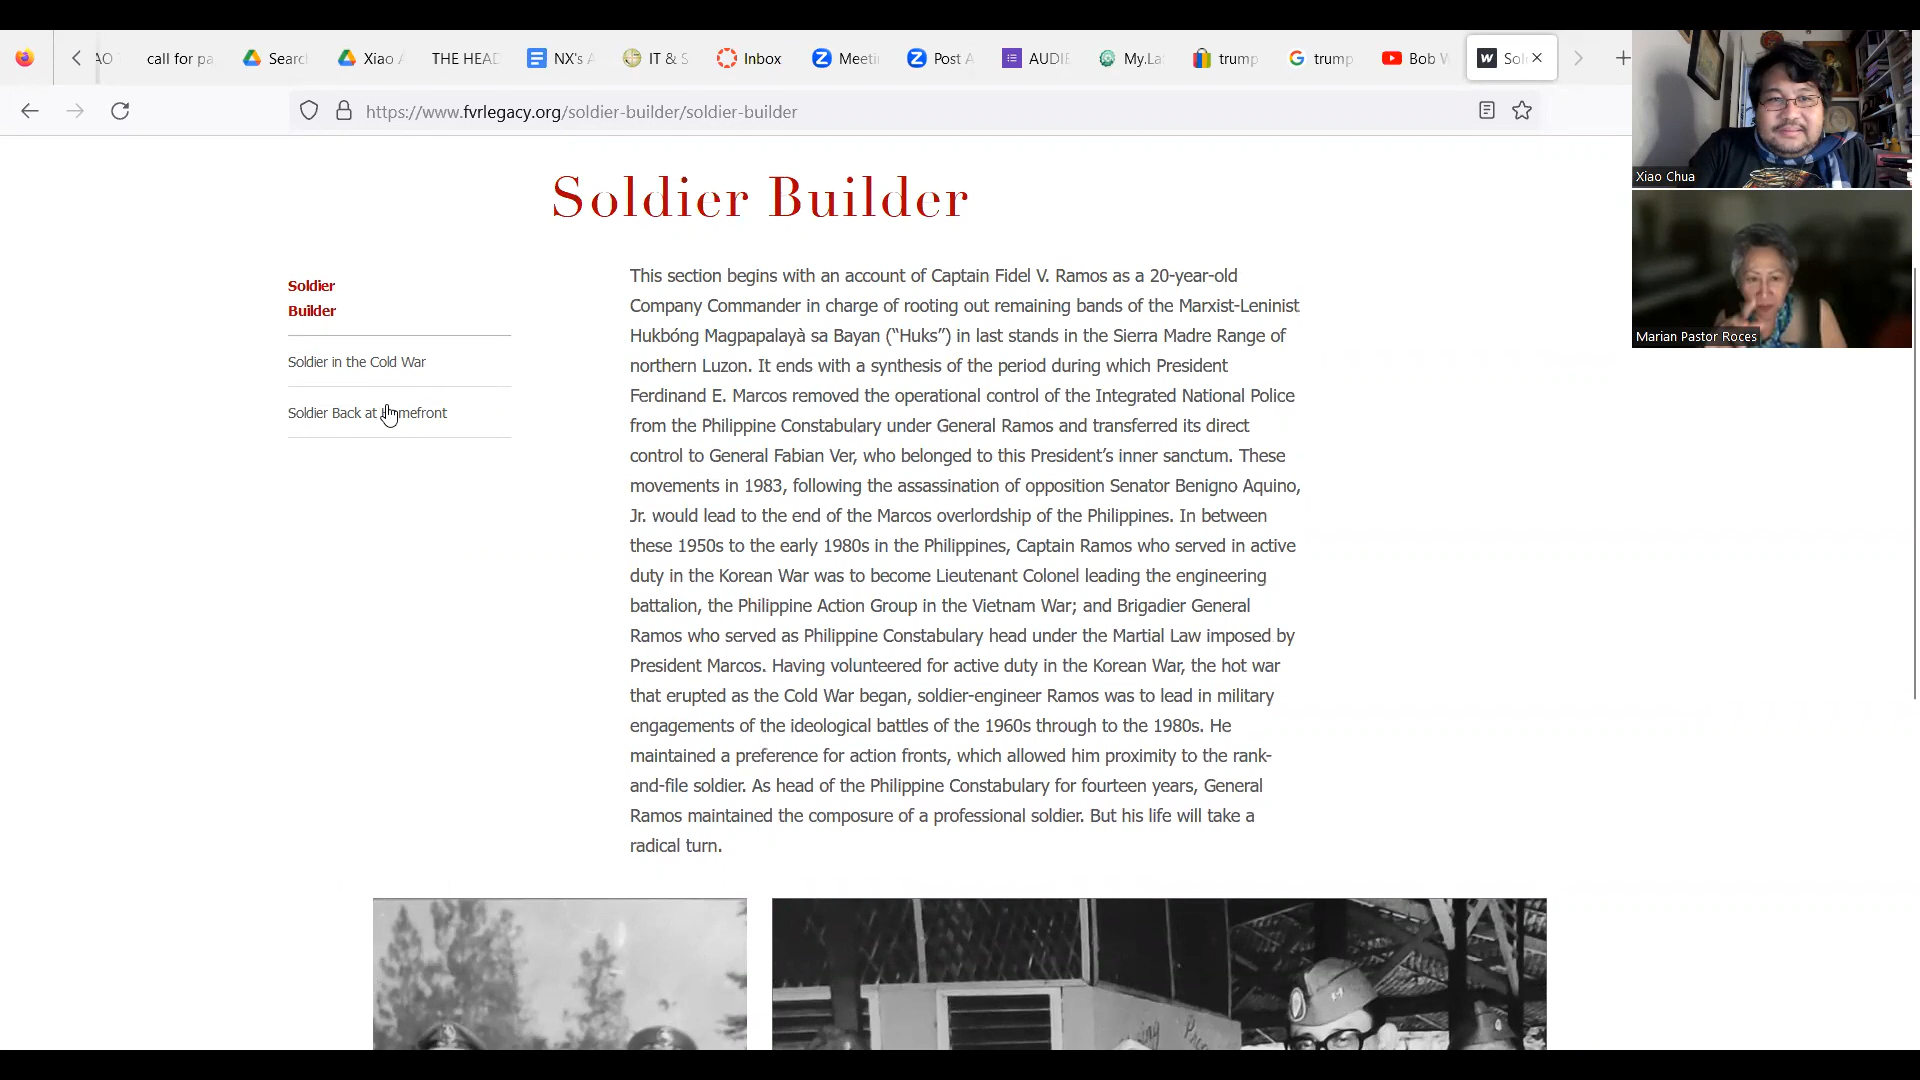 call for pa
Searc
Xiao
THE HEAD
NX's A
IT & S
Inbox
Meeti
Post A
AUDIE
My.La
trump
trump
Bob W
Sol
https://www.fvrlegacy.org/soldier-builder/soldier-builder
Xiao Chua
Marian Pastor Roces
Soldier Builder
Soldier
Builder
Soldier in the Cold War
Soldier Back at Homefront
This section begins with an account of Captain Fidel V. Ramos as a 20-year-old
Company Commander in charge of rooting out remaining bands of the Marxist-Leninist
Hukbóng Magpapalayà sa Bayan (“Huks”) in last stands in the Sierra Madre Range of
northern Luzon. It ends with a synthesis of the period during which President
Ferdinand E. Marcos removed the operational control of the Integrated National Police
from the Philippine Constabulary under General Ramos and transferred its direct
control to General Fabian Ver, who belonged to this President’s inner sanctum. These
movements in 1983, following the assassination of opposition Senator Benigno Aquino,
Jr. would lead to the end of the Marcos overlordship of the Philippines. In between
these 1950s to the early 1980s in the Philippines, Captain Ramos who served in active
duty in the Korean War was to become Lieutenant Colonel leading the engineering
battalion, the Philippine Action Group in the Vietnam War; and Brigadier General
Ramos who served as Philippine Constabulary head under the Martial Law imposed by
President Marcos. Having volunteered for active duty in the Korean War, the hot war
that erupted as the Cold War began, soldier-engineer Ramos was to lead in military
engagements of the ideological battles of the 1960s through to the 1980s. He
maintained a preference for action fronts, which allowed him proximity to the rank-
and-file soldier. As head of the Philippine Constabulary for fourteen years, General
Ramos maintained the composure of a professional soldier. But his life will take a
radical turn.